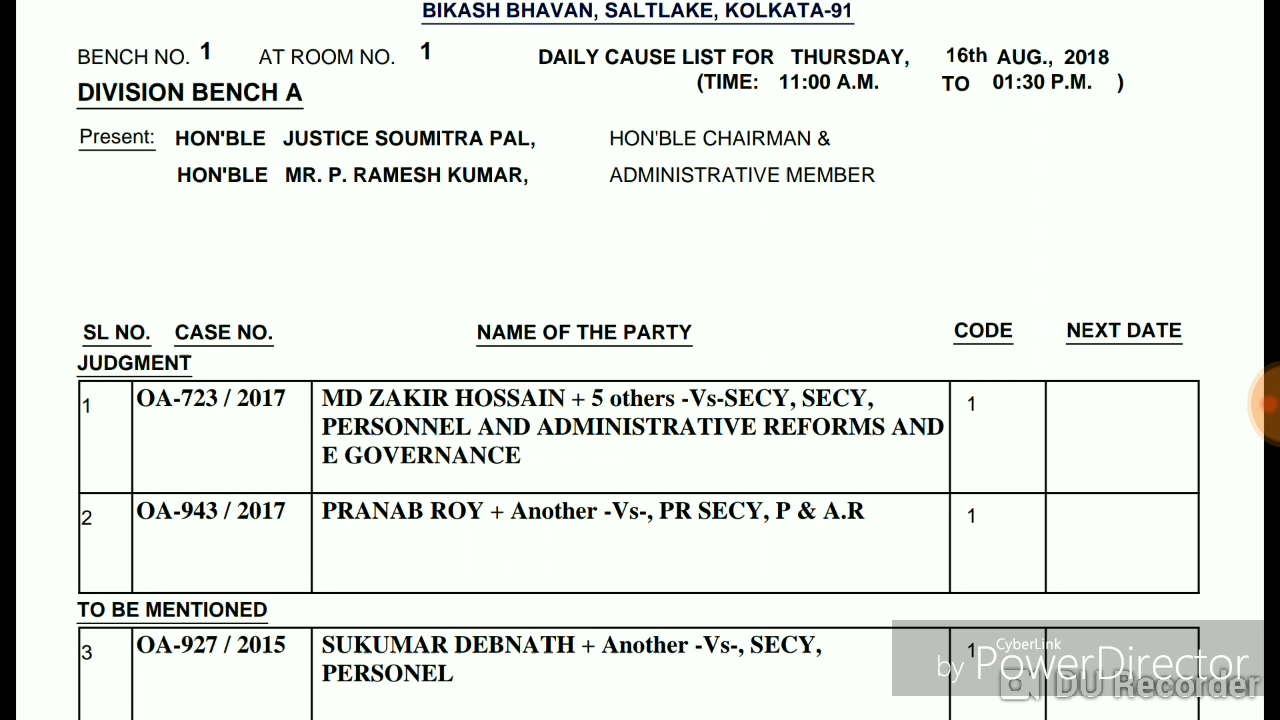 BIKASH BHAVAN, SALTLAKE, KOLKATA-91
BENCH NO. 1 AT ROOM NO. 1 DAILY CAUSE LIST FOR THURSDAY, 16th AUG., 2018
(TIME: 11:00 A.M. TO 01:30 P.M. )
DIVISION BENCH A
Present: HON'BLE JUSTICE SOUMITRA PAL, HON'BLE CHAIRMAN &
HON'BLE MR. P. RAMESH KUMAR, ADMINISTRATIVE MEMBER
SL NO. CASE NO. NAME OF THE PARTY CODE NEXT DATE
JUDGMENT
1 OA-723 / 2017 MD ZAKIR HOSSAIN + 5 others -Vs-SECY, SECY, 1
PERSONNEL AND ADMINISTRATIVE REFORMS AND
E GOVERNANCE
2 OA-943 / 2017 PRANAB ROY + Another -Vs-, PR SECY, P & A.R 1
TO BE MENTIONED
3 OA-927 / 2015 SUKUMAR DEBNATH + Another -Vs-, SECY, 1
PERSONEL
CyberLink
by PowerDirector
DU Recorder